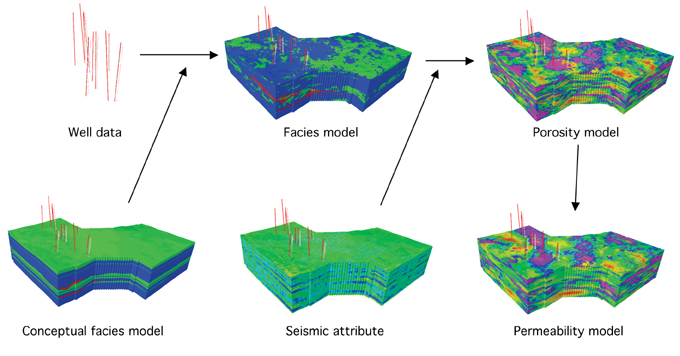 Well data
Facies model
Porosity model
Conceptual facies model
Seismic attribute
Permeability model